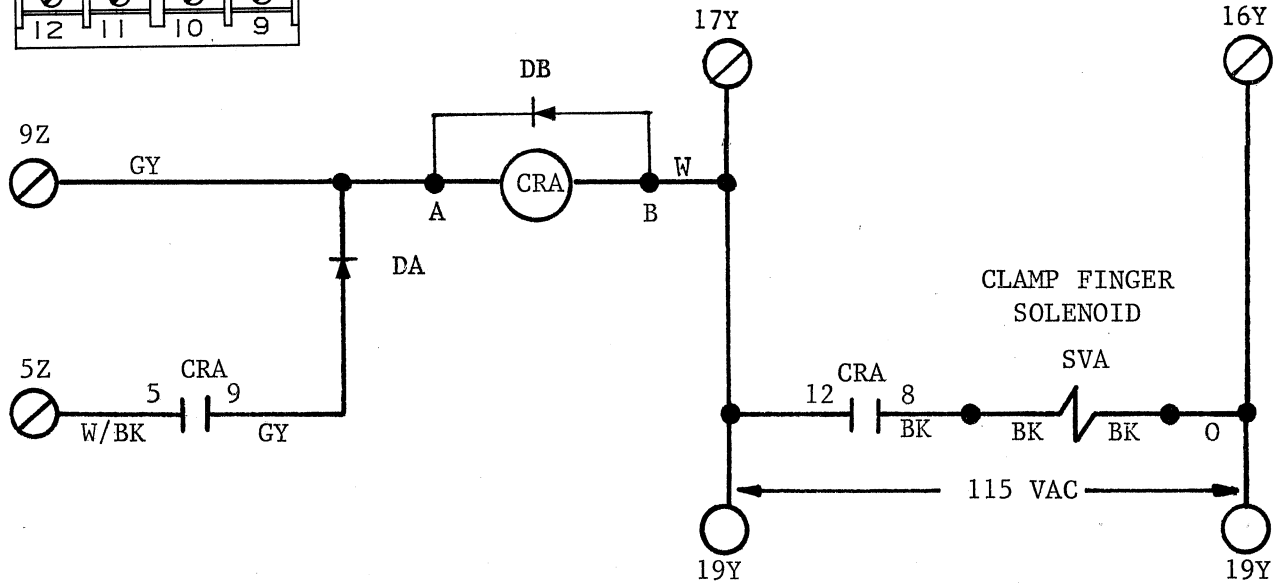 12 11 10 9
17Y
16Y
DB
9Z
GY
CRA
W
A
B
DA
CLAMP FINGER
SOLENOID
5Z
CRA
SVA
5
9
CRA
12
8
W/BK
GY
BK
BK
BK
O
115 VAC
19Y
19Y